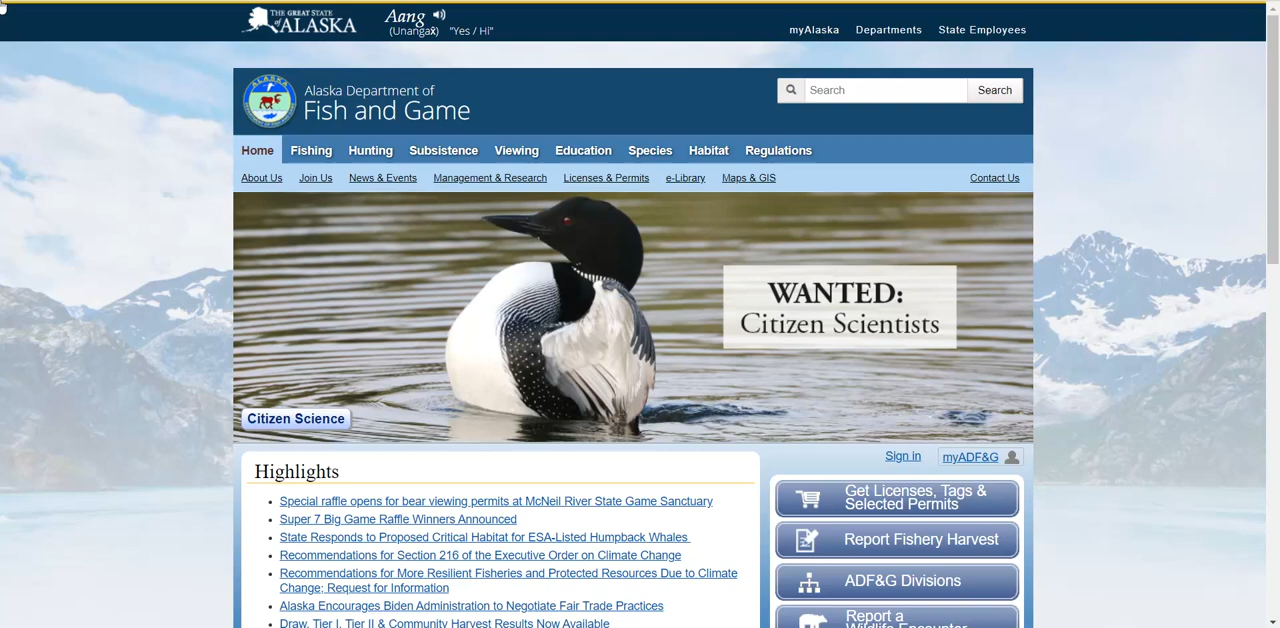 THE GREAT STATE
of ALASKA
Aang
(Unangax̂) "Yes / Hi"
myAlaska Departments State Employees
Alaska Department of
Fish and Game
Search Search
Home Fishing Hunting Subsistence Viewing Education Species Habitat Regulations
About Us Join Us News & Events Management & Research Licenses & Permits e-Library Maps & GIS Contact Us
WANTED:
Citizen Scientists
Citizen Science
Sign in myADF&G
Highlights
Special raffle opens for bear viewing permits at McNeil River State Game Sanctuary
Super 7 Big Game Raffle Winners Announced
State Responds to Proposed Critical Habitat for ESA-Listed Humpback Whales
Recommendations for Section 216 of the Executive Order on Climate Change
Recommendations for More Resilient Fisheries and Protected Resources Due to Climate
Change; Request for Information
Alaska Encourages Biden Administration to Negotiate Fair Trade Practices
Draw, Tier I, Tier II & Community Harvest Results Now Available
Get Licenses, Tags &
Selected Permits
Report Fishery Harvest
ADF&G Divisions
Report a
Wildlife Encounter